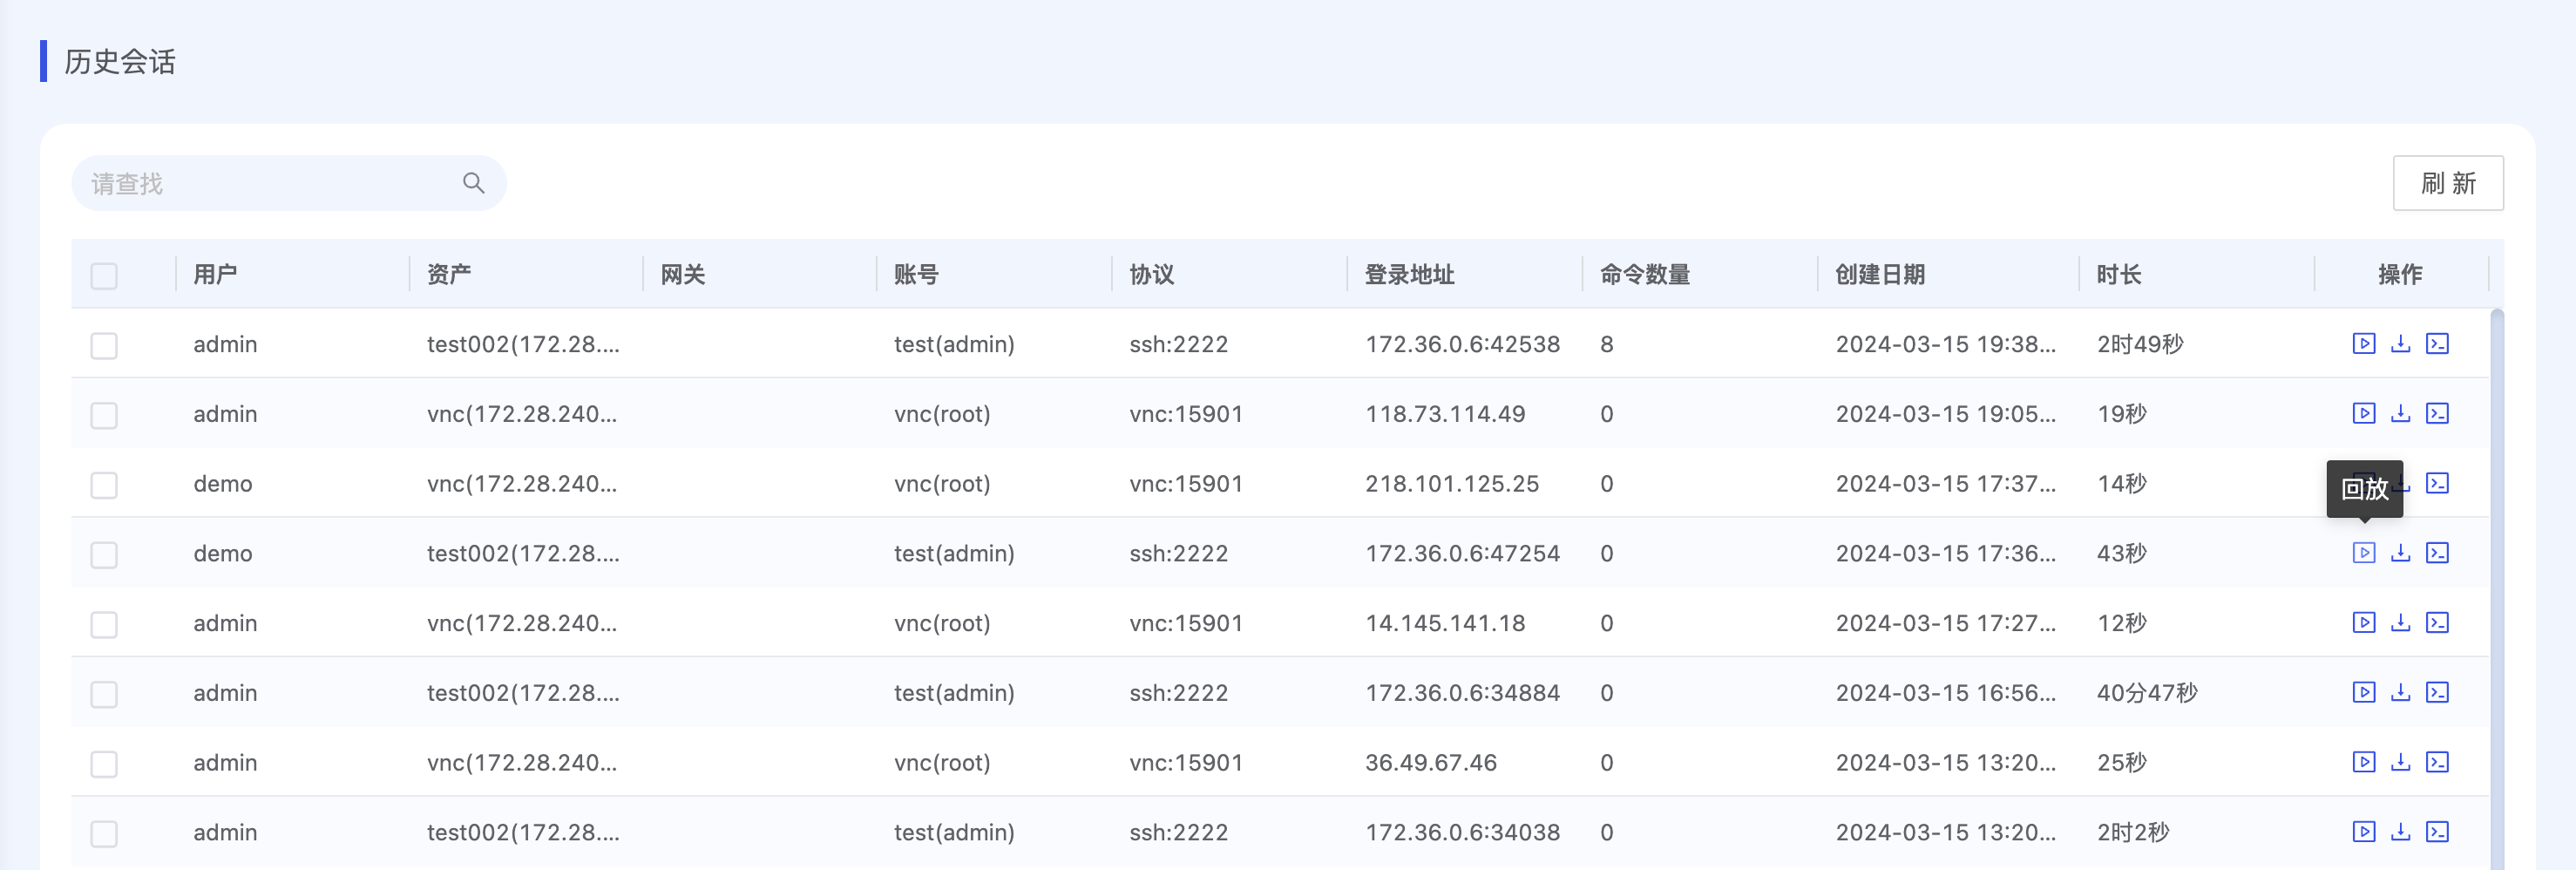 历史会话
请查找
刷 新
用户 资产 网关 账号 协议 登录地址 命令数量 创建日期 时长 操作
admin test002(172.28.... test(admin) ssh:2222 172.36.0.6:42538 8 2024-03-15 19:38... 2时49秒
admin vnc(172.28.240... vnc(root) vnc:15901 118.73.114.49 0 2024-03-15 19:05... 19秒
demo vnc(172.28.240... vnc(root) vnc:15901 218.101.125.25 0 2024-03-15 17:37... 14秒
回放
demo test002(172.28.... test(admin) ssh:2222 172.36.0.6:47254 0 2024-03-15 17:36... 43秒
admin vnc(172.28.240... vnc(root) vnc:15901 14.145.141.18 0 2024-03-15 17:27... 12秒
admin test002(172.28.... test(admin) ssh:2222 172.36.0.6:34884 0 2024-03-15 16:56... 40分47秒
admin vnc(172.28.240... vnc(root) vnc:15901 36.49.67.46 0 2024-03-15 13:20... 25秒
admin test002(172.28.... test(admin) ssh:2222 172.36.0.6:34038 0 2024-03-15 13:20... 2时2秒